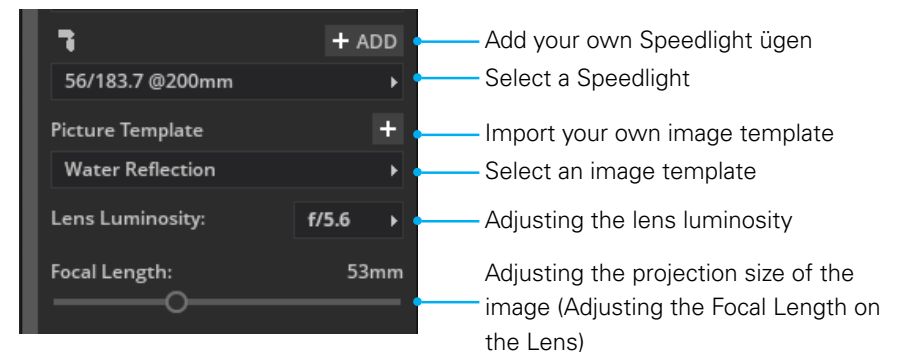 + ADD
Add your own Speedlight ügen
56/183.7 @200mm
Select a Speedlight
Picture Template
+
Import your own image template
Water Reflection
Select an image template
Lens Luminosity:
f/5.6
Adjusting the lens luminosity
Focal Length:
53mm
Adjusting the projection size of the
image (Adjusting the Focal Length on
the Lens)